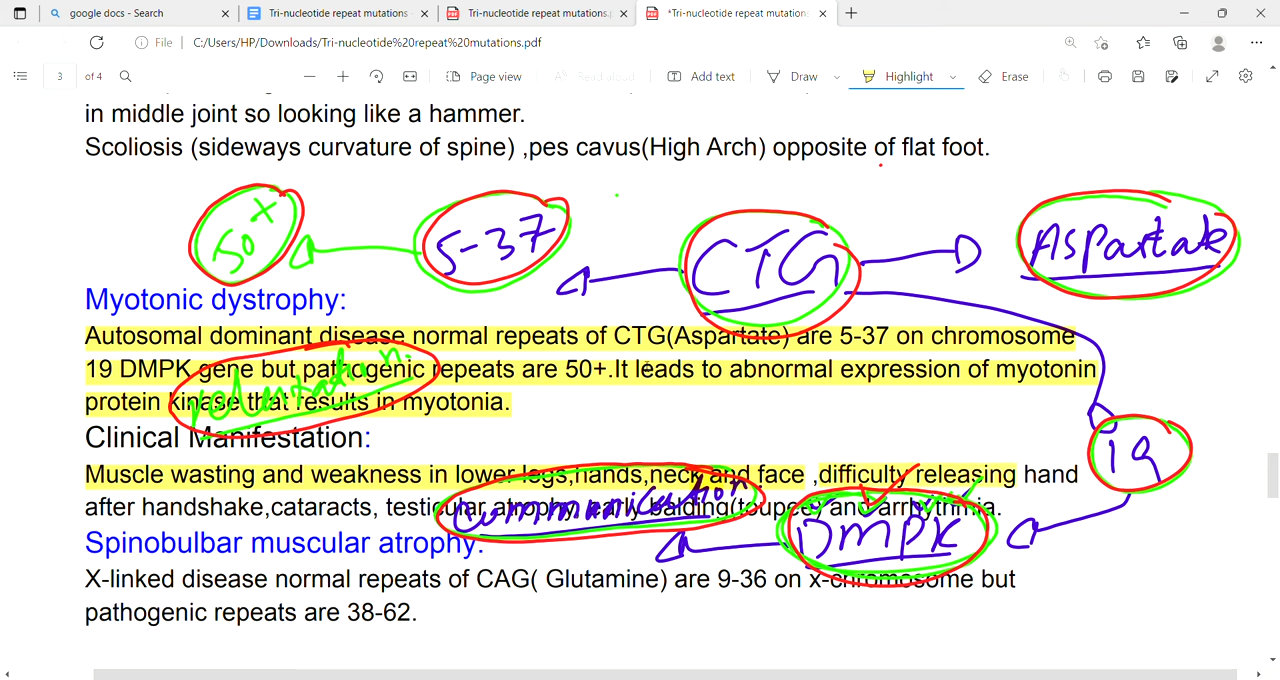 google docs - Search
Tri-nucleotide repeat mutations
Tri-nucleotide repeat mutations.
*Tri-nucleotide repeat mutation
File
C:/Users/HP/Downloads/Tri-nucleotide%20repeat%20mutations.pdf
3 of 4
Page view
Read aloud
Add text
Draw
Highlight
Erase
in middle joint so looking like a hammer.
Scoliosis (sideways curvature of spine) ,pes cavus(High Arch) opposite of flat foot.
50+
5-37
CTG
Aspartate
Myotonic dystrophy:
Autosomal dominant disease normal repeats of CTG(Aspartate) are 5-37 on chromosome
19 DMPK gene but pathogenic repeats are 50+.It leads to abnormal expression of myotonin
protein kinase that results in myotonia.
relaxation.
Clinical Manifestation:
19
Muscle wasting and weakness in lower legs,hands,neck and face ,difficulty releasing hand
after handshake,cataracts, testicular atrophy, early balding(toupee) and arrhythmia.
Communication
DMPK
Spinobulbar muscular atrophy:
X-linked disease normal repeats of CAG( Glutamine) are 9-36 on x-chromosome but
pathogenic repeats are 38-62.